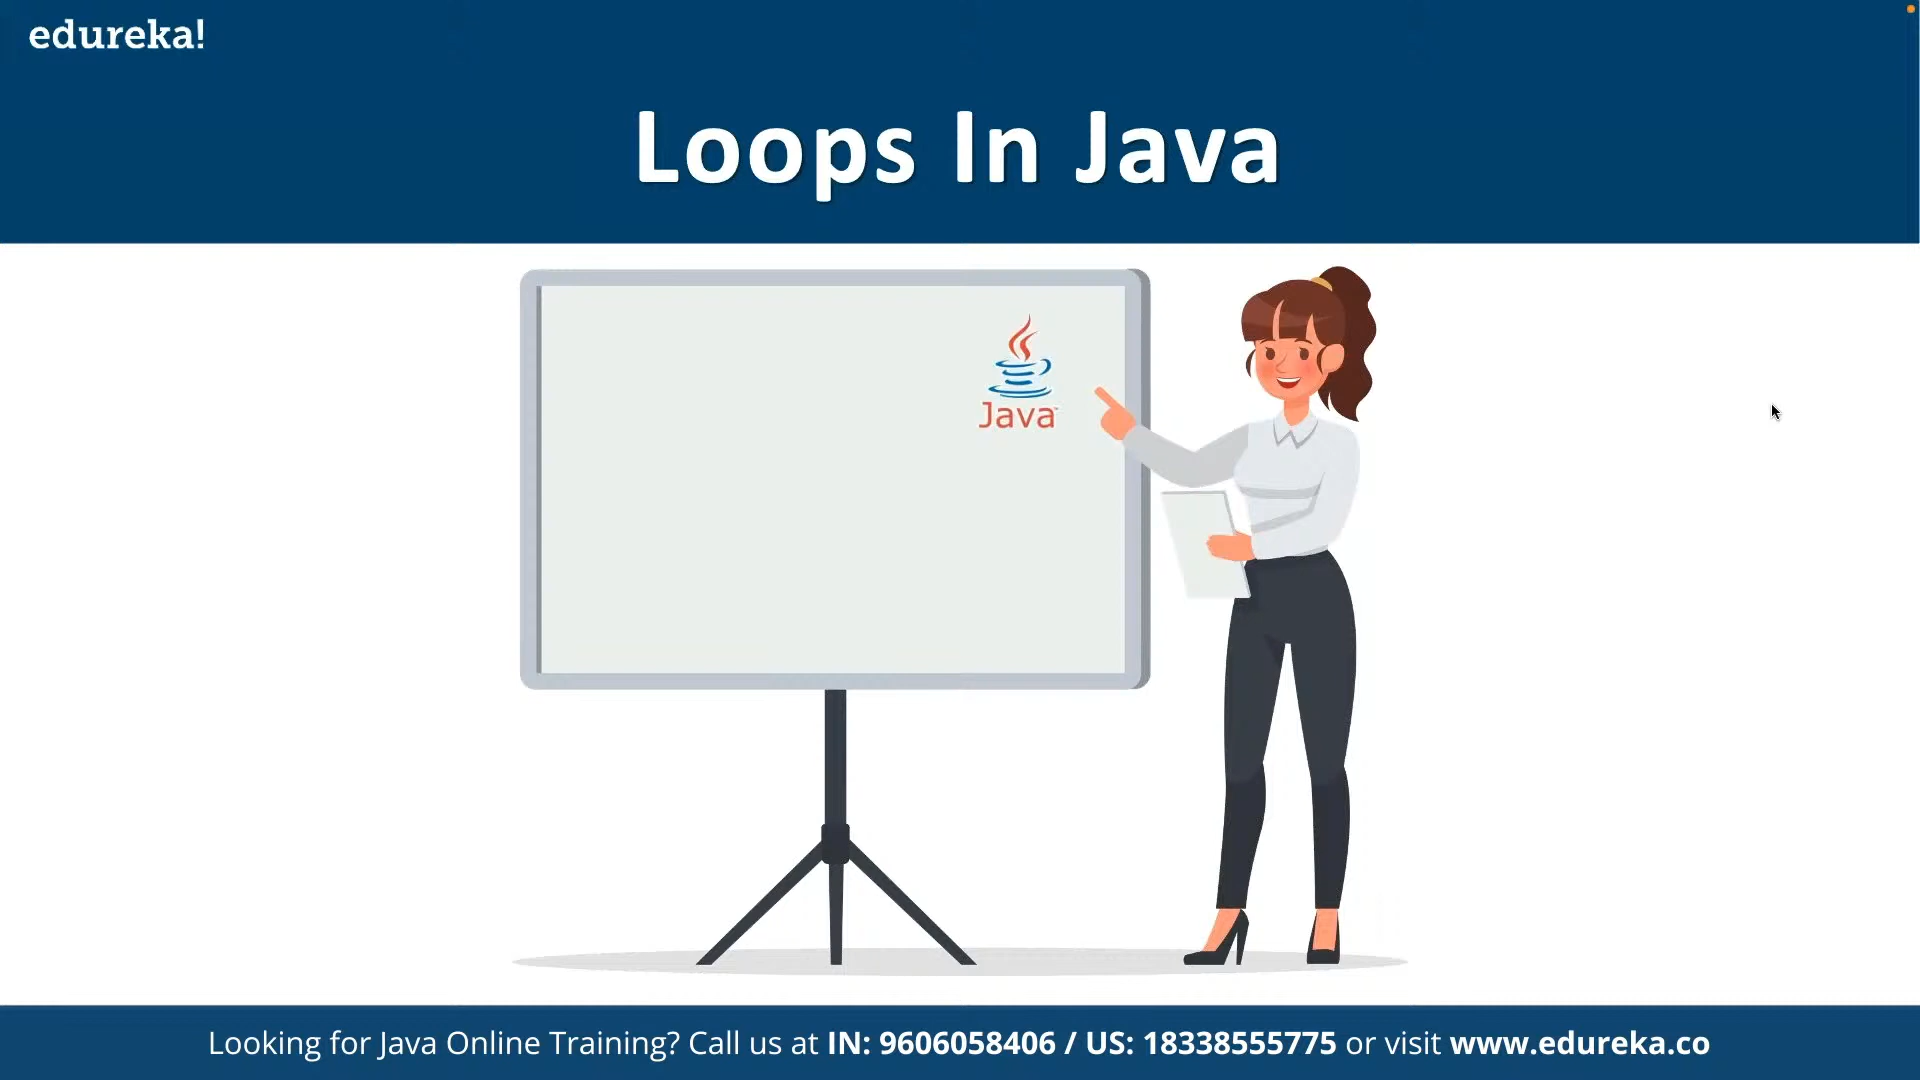 edureka!
Loops In Java
Java
Looking for Java Online Training? Call us at IN: 9606058406 / US: 18338555775 or visit www.edureka.co